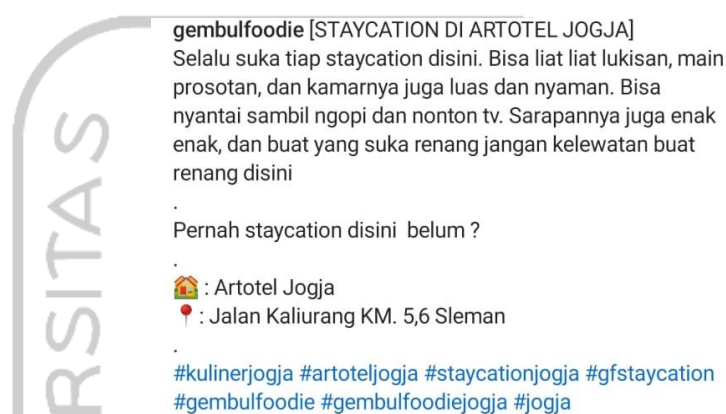 gembulfoodie [STAYCATION DI ARTOTEL JOGJA]
Selalu suka tiap staycation disini. Bisa liat liat lukisan, main
prosotan, dan kamarnya juga luas dan nyaman. Bisa
nyantai sambil ngopi dan nonton tv. Sarapannya juga enak
enak, dan buat yang suka renang jangan kelewatan buat
renang disini
.
Pernah staycation disini belum ?
.
🏠 : Artotel Jogja
📍 : Jalan Kaliurang KM. 5,6 Sleman
.
#kulinerjogja #artoteljogja #staycationjogja #gfstaycation
#gembulfoodie #gembulfoodiejogja #jogja
RSITAS